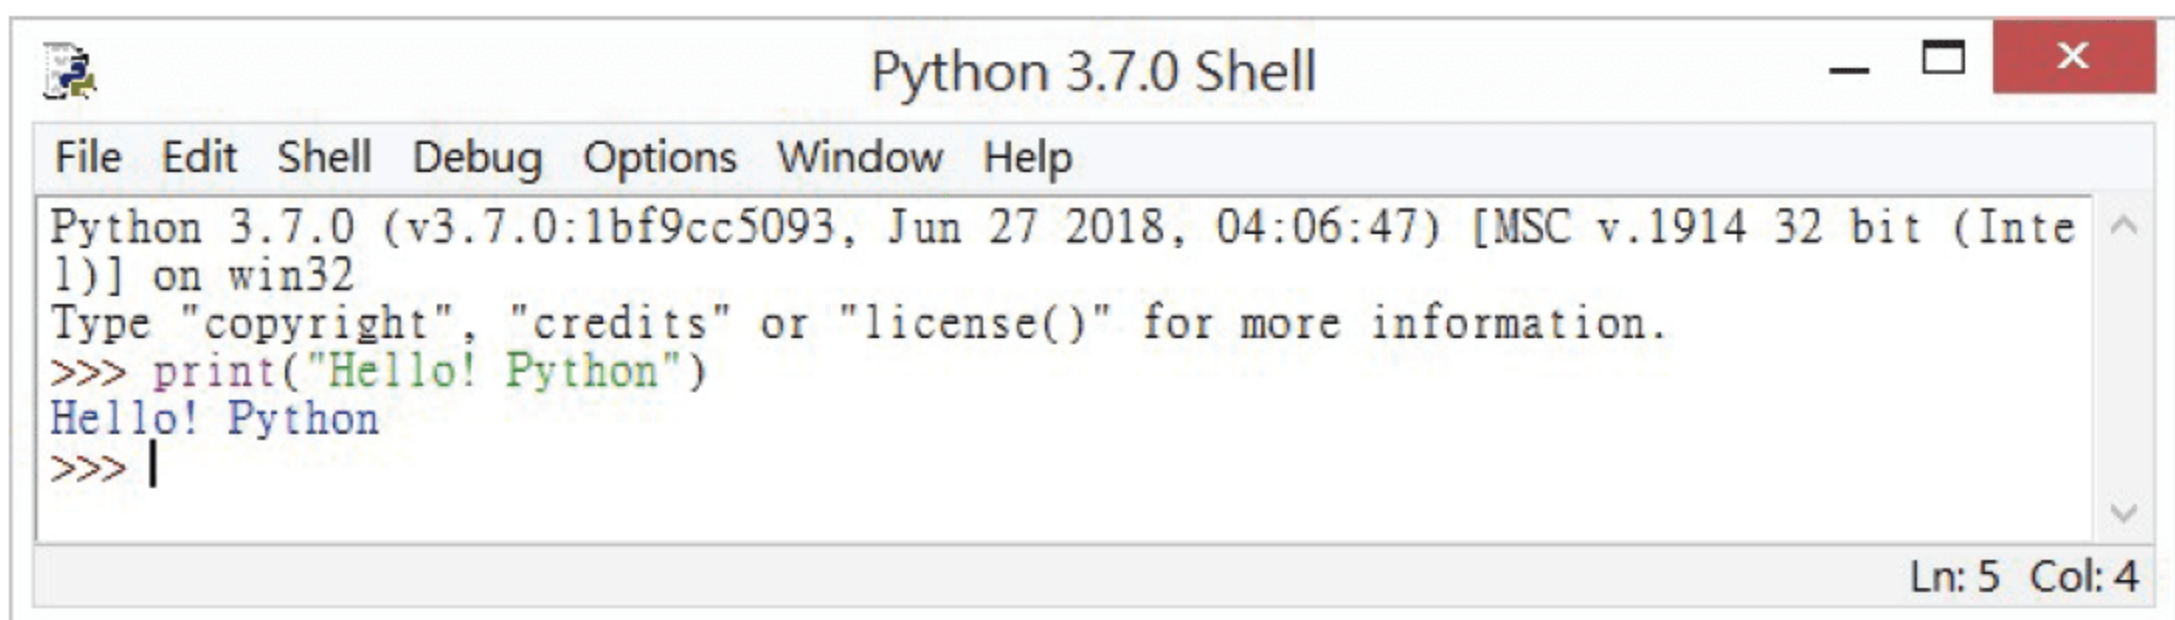 Python 3.7.0 Shell
File Edit Shell Debug Options Window Help
Python 3.7.0 (v3.7.0:1bf9cc5093, Jun 27 2018, 04:06:47) [MSC v.1914 32 bit (Inte
l)] on win32
Type "copyright", "credits" or "license()" for more information.
>>> print("Hello! Python")
Hello! Python
>>>
Ln: 5 Col: 4